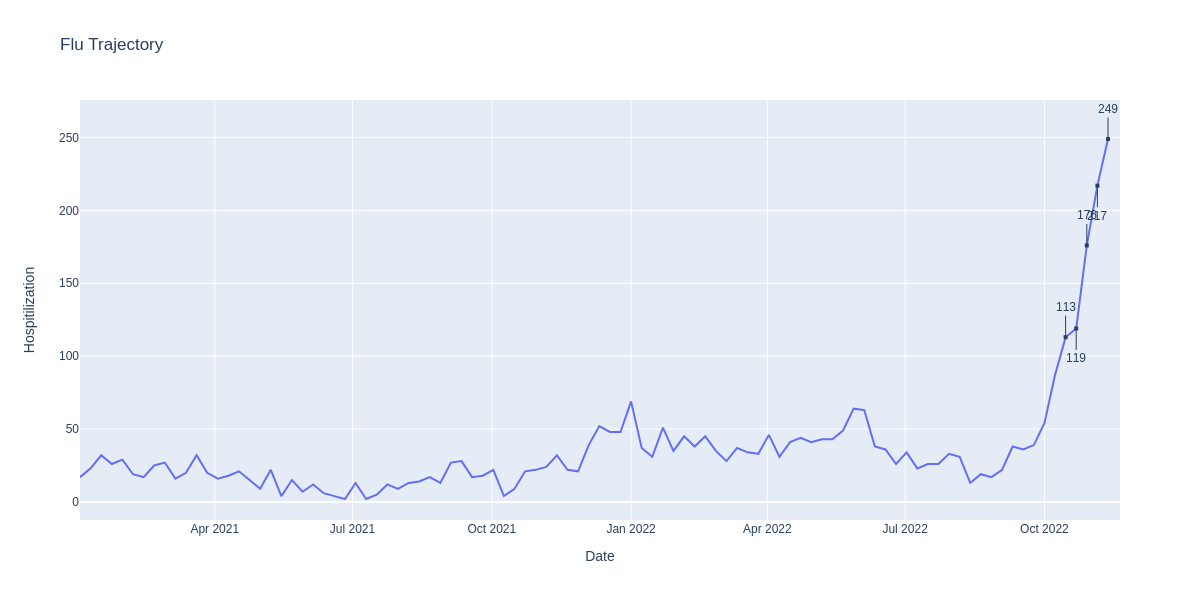 Flu Trajectory
249
250
200
176
217
150
113
119
100
50
0
Hospitilization
Apr 2021
Jul 2021
Oct 2021
Jan 2022
Apr 2022
Jul 2022
Oct 2022
Date